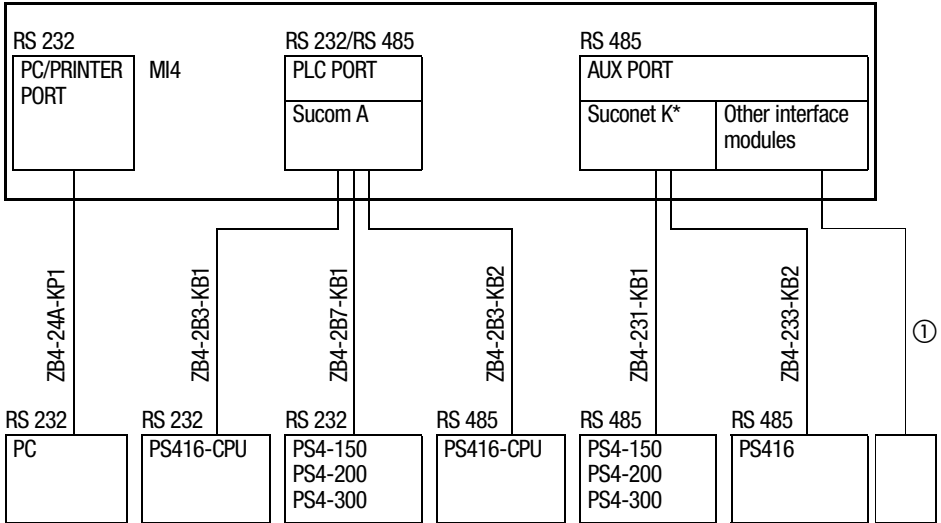 RS 232
PC/PRINTER
PORT
MI4
RS 232/RS 485
PLC PORT
Sucom A
RS 485
AUX PORT
Suconet K*
Other interface
modules
ZB4-24A-KP1
ZB4-2B3-KB1
ZB4-2B7-KB1
ZB4-2B3-KB2
ZB4-231-KB1
ZB4-233-KB2
①
RS 232
PC
RS 232
PS416-CPU
RS 232
PS4-150
PS4-200
PS4-300
RS 485
PS416-CPU
RS 485
PS4-150
PS4-200
PS4-300
RS 485
PS416